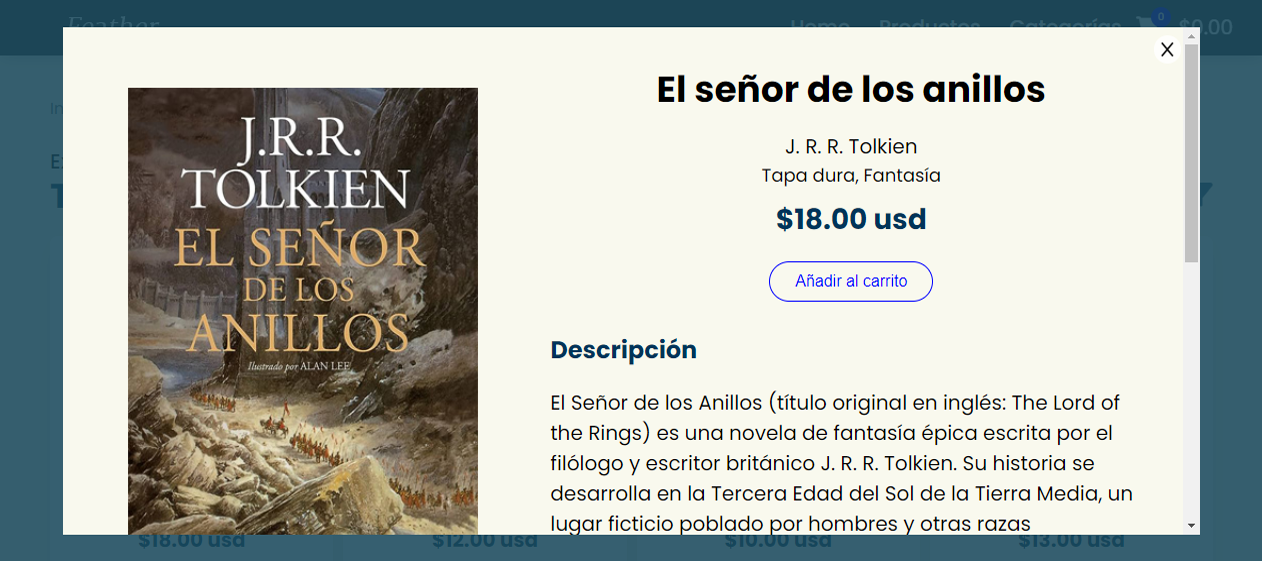 Feather
Home Productos Categorías 0 $0.00
X
El señor de los anillos
J. R. R. Tolkien
Tapa dura, Fantasía
$18.00 usd
Añadir al carrito
J.R.R.
TOLKIEN
EL SEÑOR
DE LOS
ANILLOS
Ilustrado por ALAN LEE
Descripción
El Señor de los Anillos (título original en inglés: The Lord of
the Rings) es una novela de fantasía épica escrita por el
filólogo y escritor británico J. R. R. Tolkien. Su historia se
desarrolla en la Tercera Edad del Sol de la Tierra Media, un
lugar ficticio poblado por hombres y otras razas
$18.00 usd $12.00 usd $10.00 usd $13.00 usd